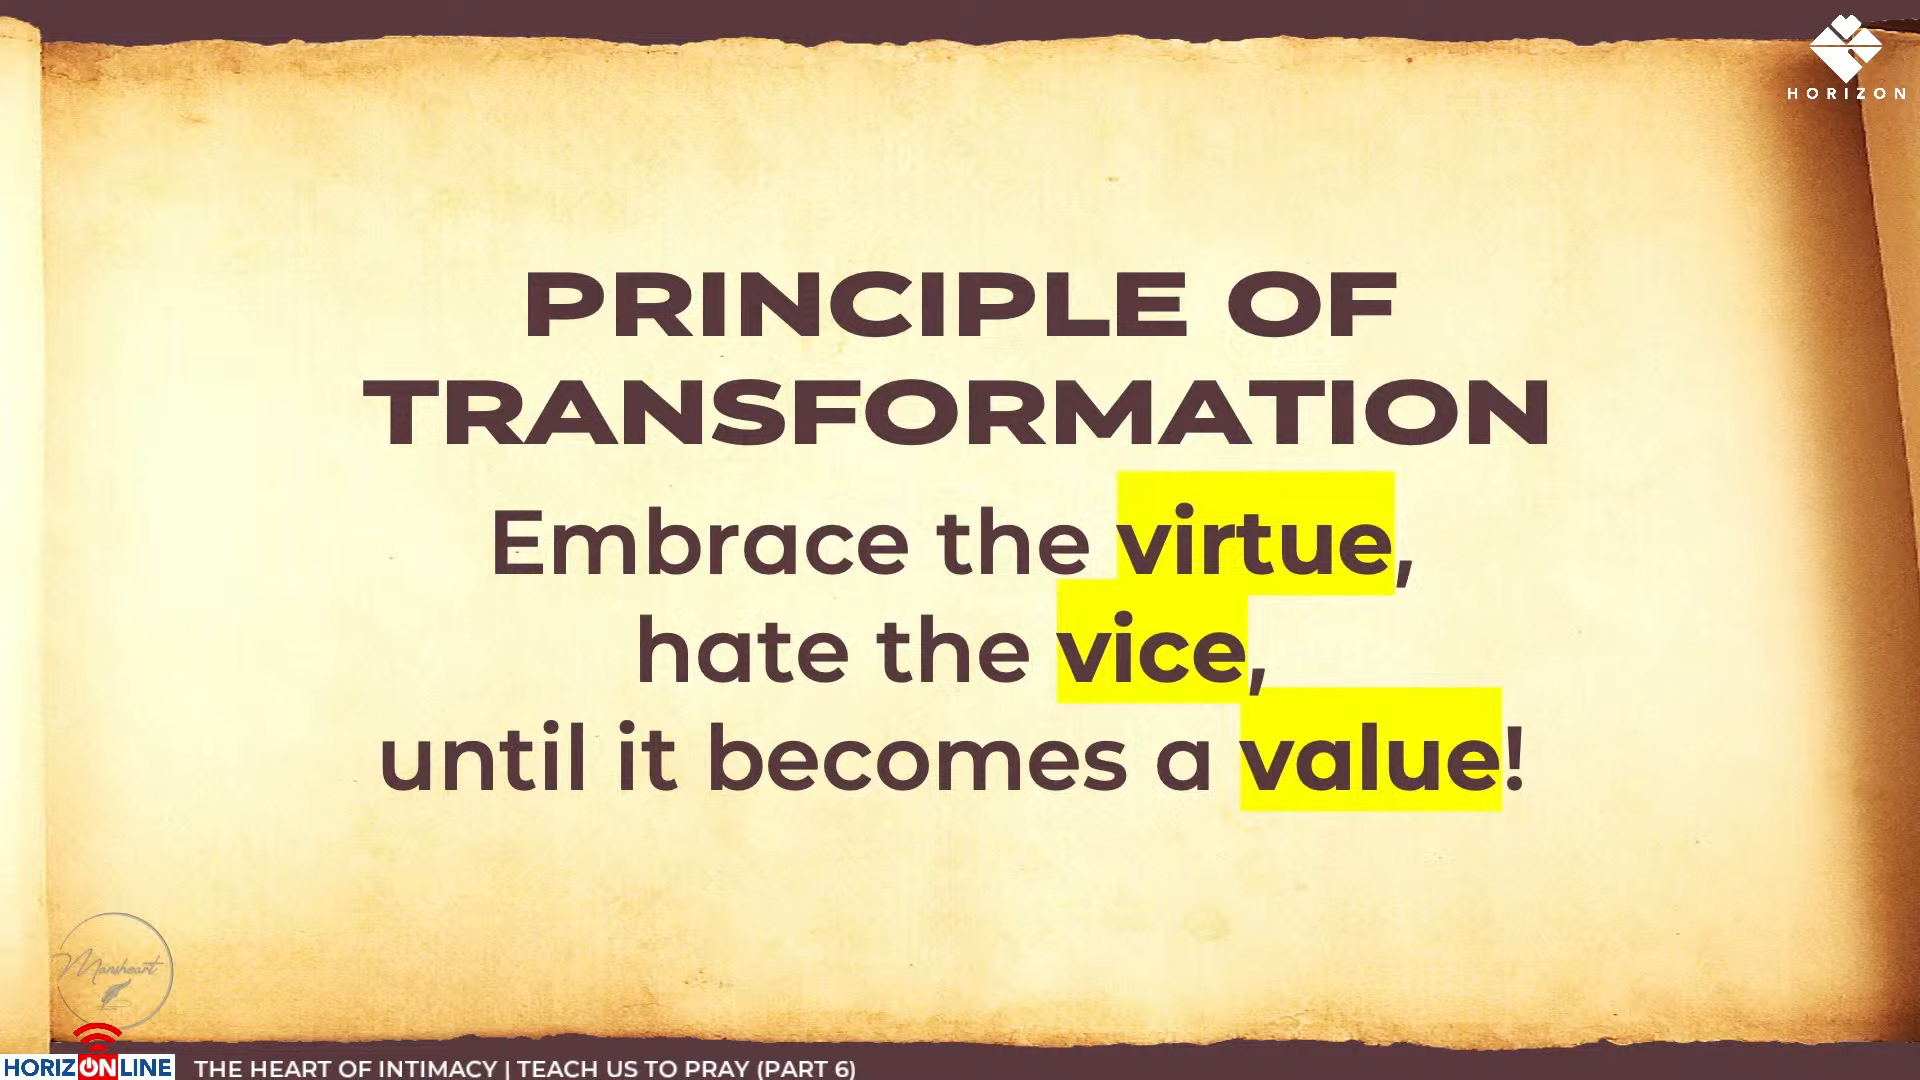 HORIZON
PRINCIPLE OF
TRANSFORMATION
Embrace the virtue,
hate the vice,
until it becomes a value!
Mansheart
HORIZONLINE
THE HEART OF INTIMACY | TEACH US TO PRAY (PART 6)